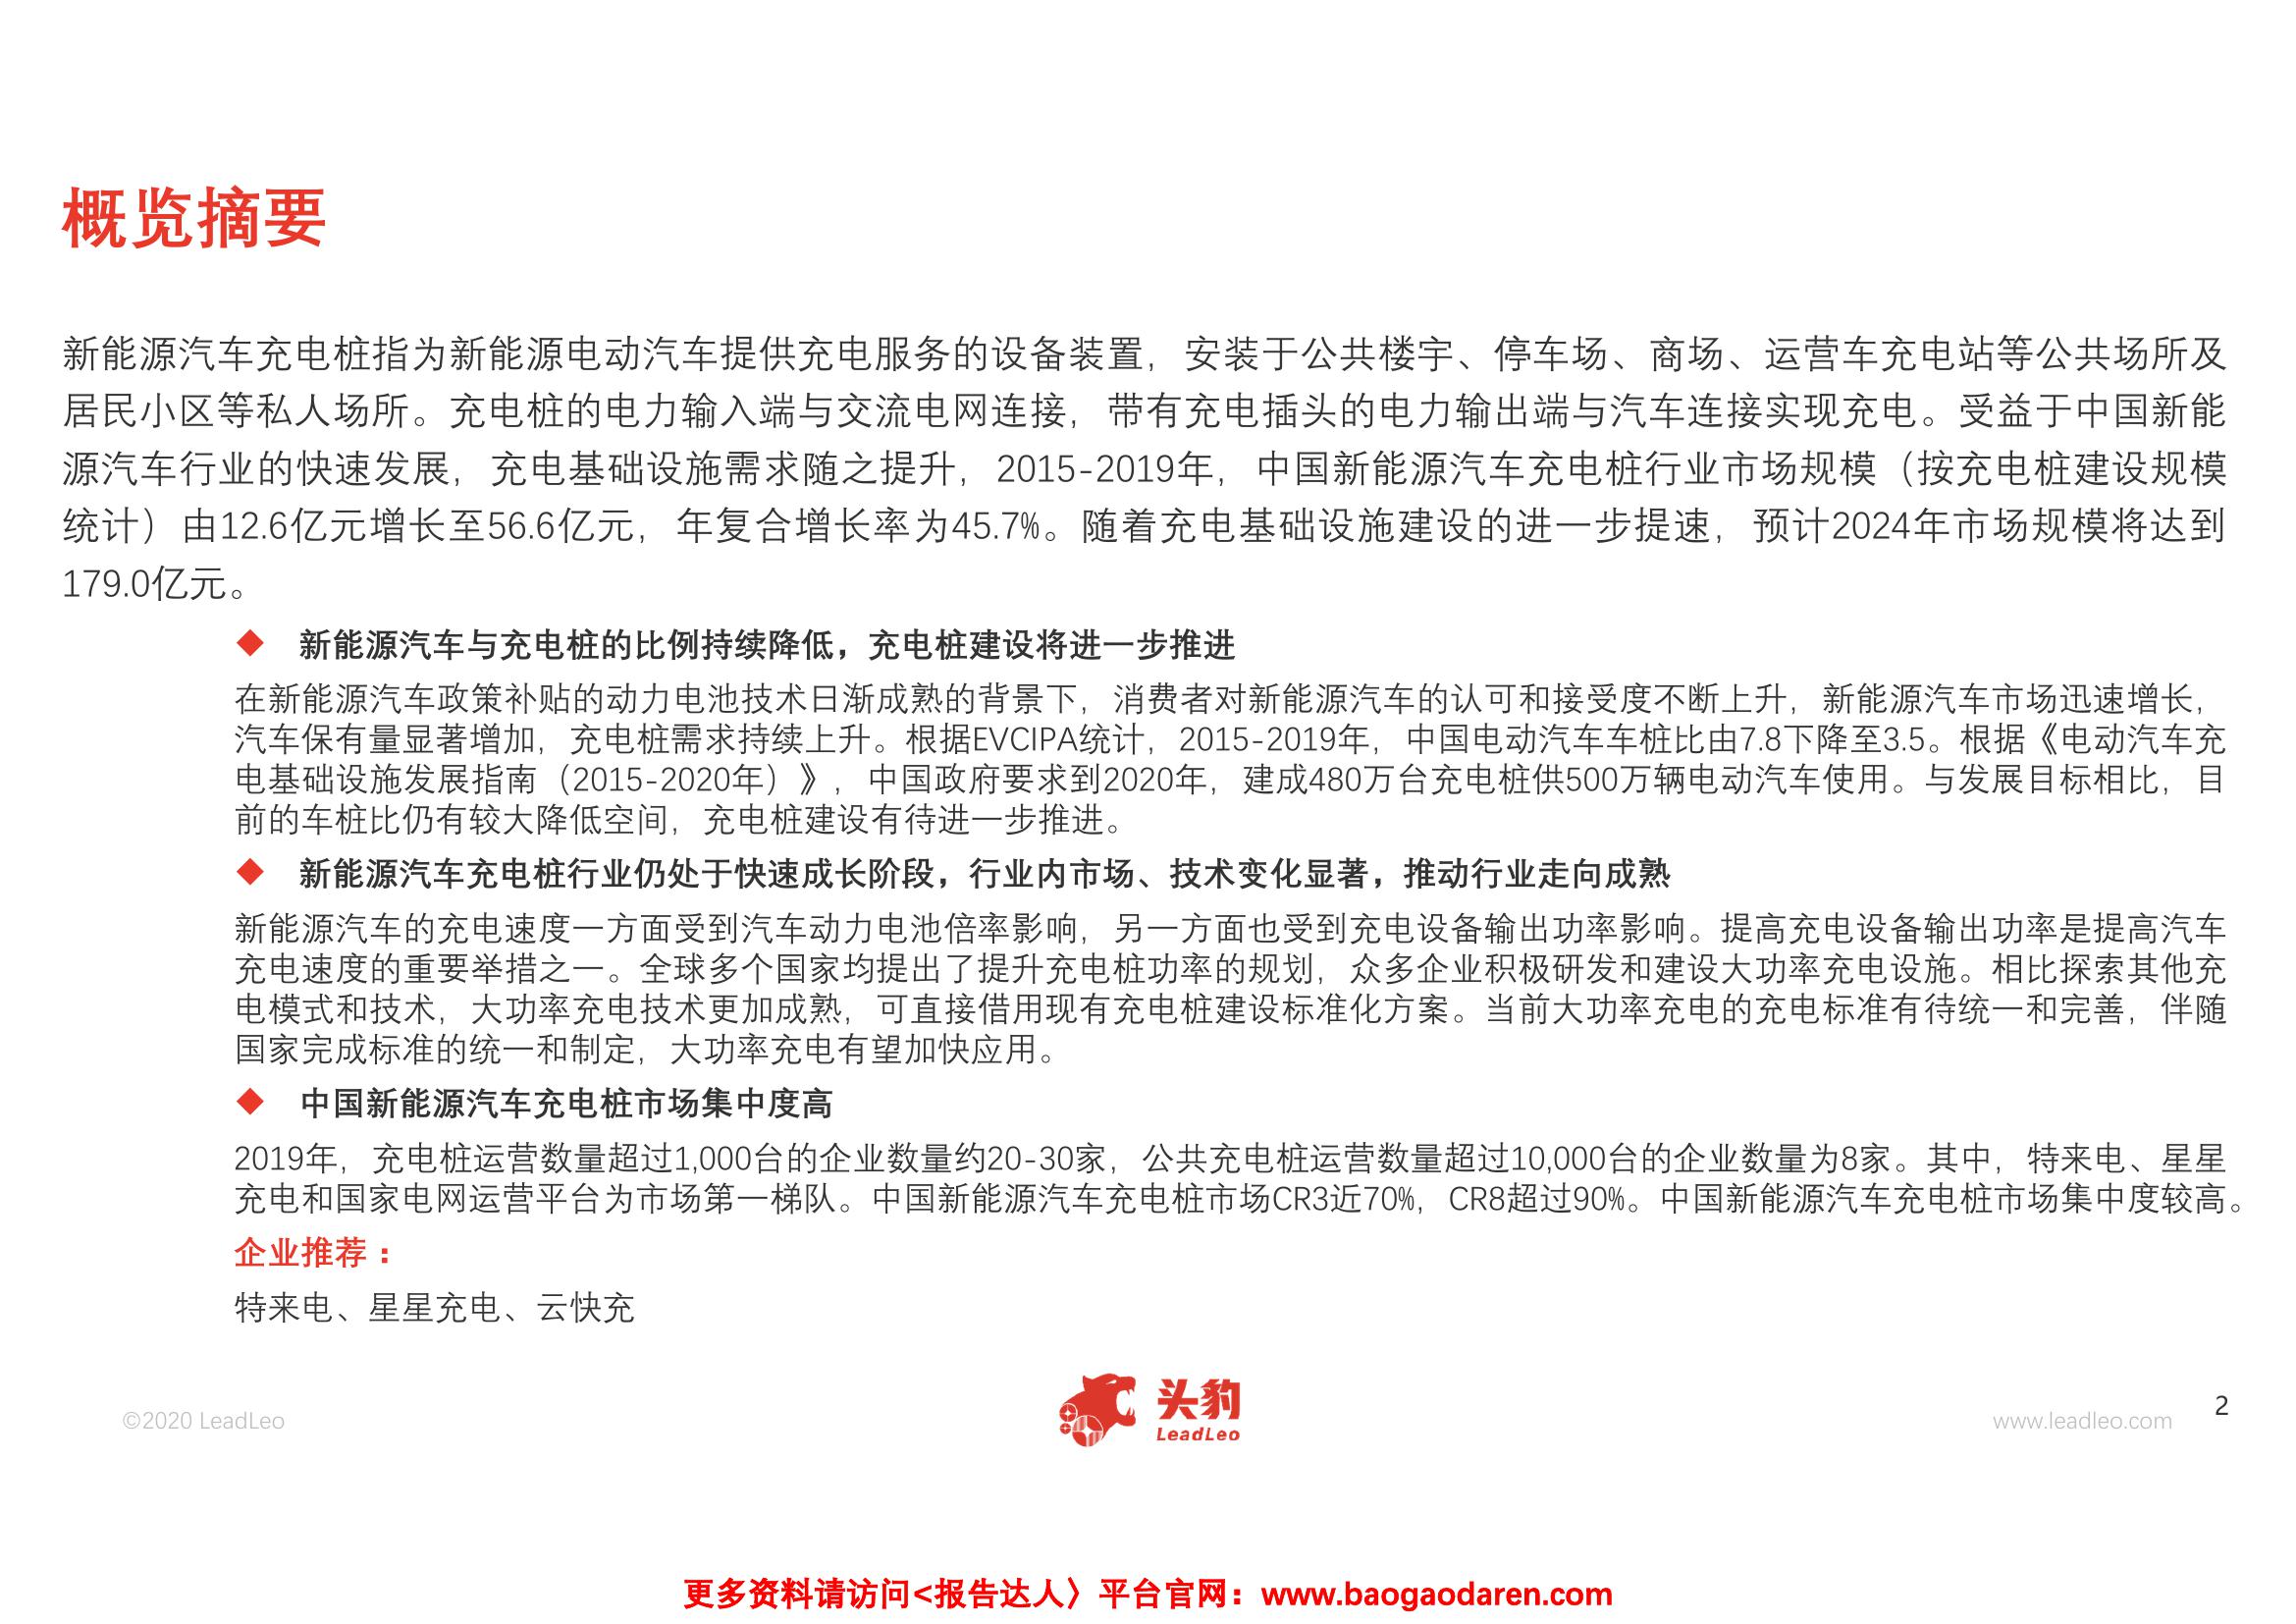 概览摘要
新能源汽车充电桩指为新能源电动汽车提供充电服务的设备装置，安装于公共楼宇、停车场、商场、运营车充电站等公共场所及
居民小区等私人场所。充电桩的电力输入端与交流电网连接，带有充电插头的电力输出端与汽车连接实现充电。受益于中国新能
源汽车行业的快速发展，充电基础设施需求随之提升，2015-2019年，中国新能源汽车充电桩行业市场规模（按充电桩建设规模
统计）由12.6亿元增长至56.6亿元，年复合增长率为45.7%。随着充电基础设施建设的进一步提速，预计2024年市场规模将达到
179.0亿元。
◆ 新能源汽车与充电桩的比例持续降低，充电桩建设将进一步推进
在新能源汽车政策补贴的动力电池技术日渐成熟的背景下，消费者对新能源汽车的认可和接受度不断上升，新能源汽车市场迅速增长，
汽车保有量显著增加，充电桩需求持续上升。根据EVCIPA统计，2015-2019年，中国电动汽车车桩比由7.8下降至3.5。根据《电动汽车充
电基础设施发展指南（2015-2020年）》，中国政府要求到2020年，建成480万台充电桩供500万辆电动汽车使用。与发展目标相比，目
前的车桩比仍有较大降低空间，充电桩建设有待进一步推进。
◆ 新能源汽车充电桩行业仍处于快速成长阶段，行业内市场、技术变化显著，推动行业走向成熟
新能源汽车的充电速度一方面受到汽车动力电池倍率影响，另一方面也受到充电设备输出功率影响。提高充电设备输出功率是提高汽车
充电速度的重要举措之一。全球多个国家均提出了提升充电桩功率的规划，众多企业积极研发和建设大功率充电设施。相比探索其他充
电模式和技术，大功率充电技术更加成熟，可直接借用现有充电桩建设标准化方案。当前大功率充电的充电标准有待统一和完善，伴随
国家完成标准的统一和制定，大功率充电有望加快应用。
◆ 中国新能源汽车充电桩市场集中度高
2019年，充电桩运营数量超过1,000台的企业数量约20-30家，公共充电桩运营数量超过10,000台的企业数量为8家。其中，特来电、星星
充电和国家电网运营平台为市场第一梯队。中国新能源汽车充电桩市场CR3近70%，CR8超过90%。中国新能源汽车充电桩市场集中度较高。
企业推荐：
特来电、星星充电、云快充
©2020 LeadLeo
头豹
LeadLeo
www.leadleo.com
2
更多资料请访问<报告达人〉平台官网：www.baogaodaren.com